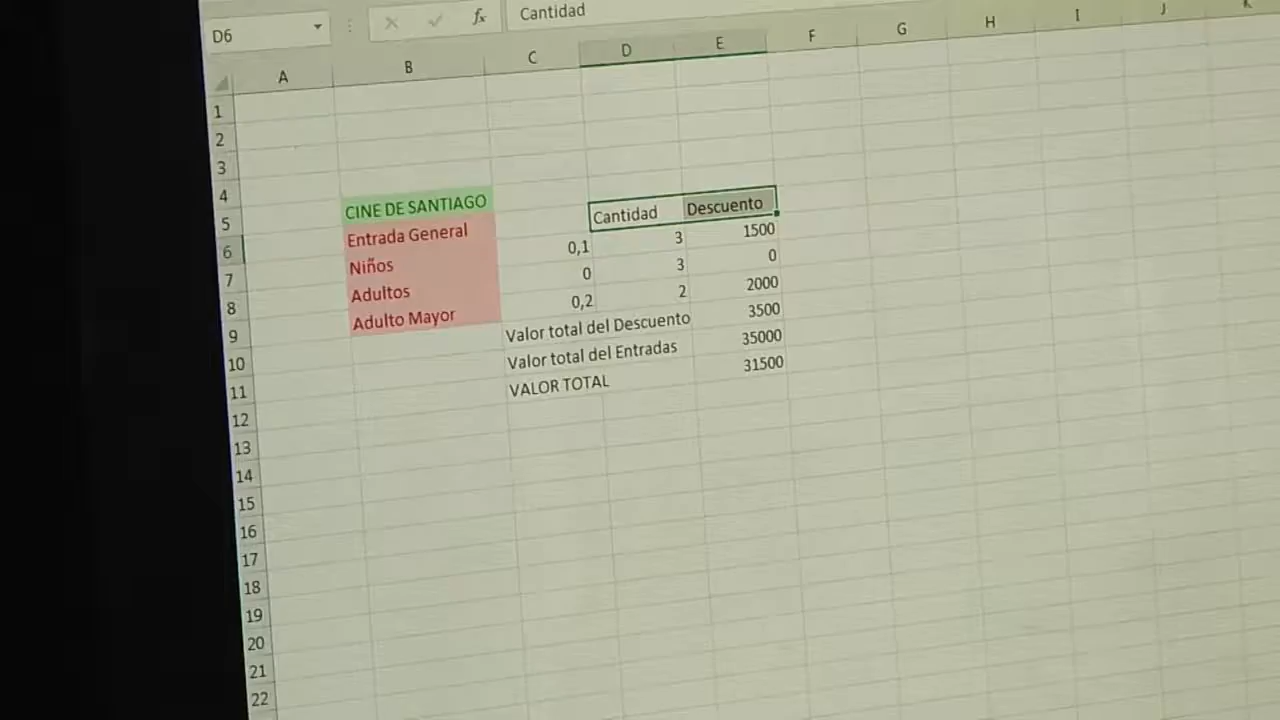 D6 fx Cantidad
A B C D E F G H I J K
1
2
3
4
CINE DE SANTIAGO
5
Entrada General Cantidad Descuento
6
Niños 0,1 3 1500
7
Adultos 0 3 0
8
Adulto Mayor 0,2 2 2000
9
Valor total del Descuento 3500
10
Valor total del Entradas 35000
11
VALOR TOTAL 31500
12
13
14
15
16
17
18
19
20
21
22